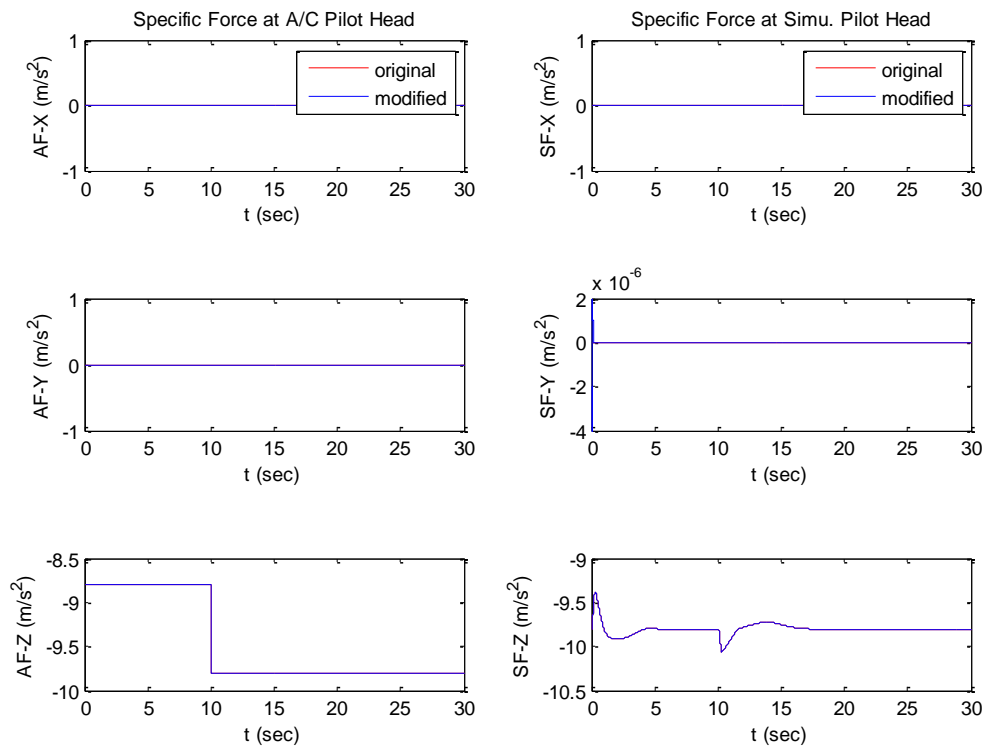 Specific Force at A/C Pilot Head
AF-X (m/s²)
1
0
-1
original
modified
0 5 10 15 20 25 30
t (sec)
Specific Force at Simu. Pilot Head
SF-X (m/s²)
1
0
-1
original
modified
0 5 10 15 20 25 30
t (sec)
AF-Y (m/s²)
1
0
-1
0 5 10 15 20 25 30
t (sec)
x 10⁻⁶
SF-Y (m/s²)
2
0
-2
-4
0 5 10 15 20 25 30
t (sec)
AF-Z (m/s²)
-8.5
-9
-9.5
-10
0 5 10 15 20 25 30
t (sec)
SF-Z (m/s²)
-9
-9.5
-10
-10.5
0 5 10 15 20 25 30
t (sec)